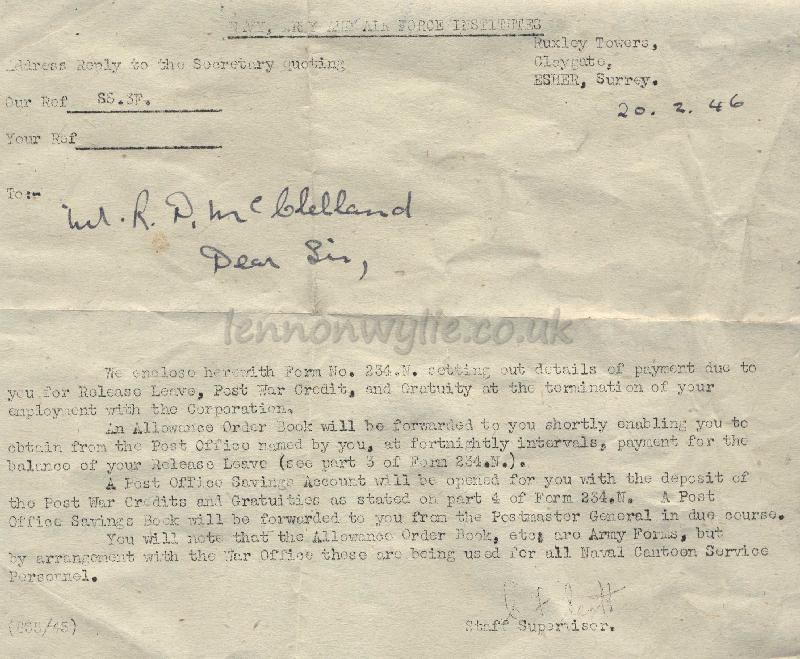 NAVY, ARMY AND AIR FORCE INSTITUTES
Ruxley Towers,
Claygate,
ESHER, Surrey.
Address Reply to the Secretary quoting
Our Ref SS.3F.
20. 2. 46
Your Ref
To:-
Mr. R. D. McClelland
Dear Sir,
lennonwylie.co.uk
We enclose herewith Form No. 234.N. setting out details of payment due to
you for Release Leave, Post War Credit, and Gratuity at the termination of your
employment with the Corporation.
An Allowance Order Book will be forwarded to you shortly enabling you to
obtain from the Post Office named by you, at fortnightly intervals, payment for the
balance of your Release Leave (see part 3 of Form 234.N.).
A Post Office Savings Account will be opened for you with the deposit of
the Post War Credits and Gratuities as stated on part 4 of Form 234.N. A Post
Office Savings Book will be forwarded to you from the Postmaster General in due course.
You will note that the Allowance Order Book, etc; are Army Forms, but
by arrangement with the War Office these are being used for all Naval Canteen Service
Personnel.
Staff Supervisor.